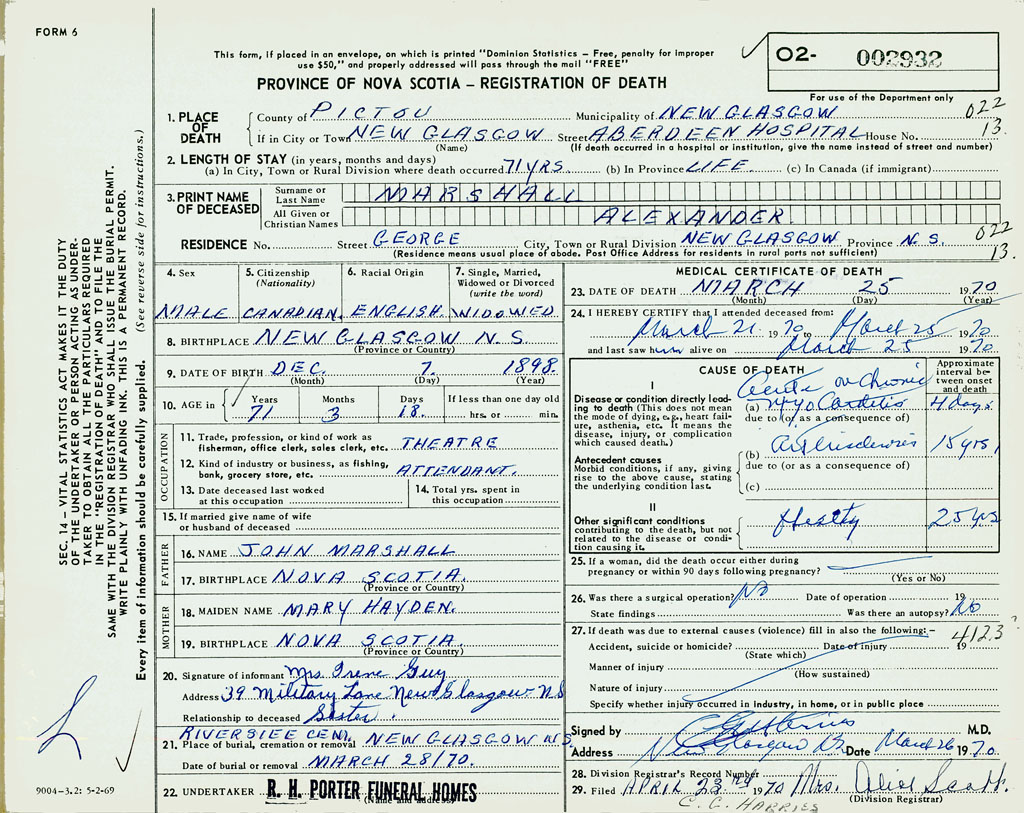 FORM 6
This form, if placed in an envelope, on which is printed "Dominion Statistics – Free, penalty for improper
use $50," and properly addressed will pass through the mail "FREE"
02- 002932
PROVINCE OF NOVA SCOTIA – REGISTRATION OF DEATH
For use of the Department only
1. PLACE OF DEATH
County of PICTOU Municipality of NEW GLASGOW 022
If in City or Town NEW GLASGOW Street ABERDEEN HOSPITAL House No. 13.
(Name) (If death occurred in a hospital or institution, give the name instead of street and number)
2. LENGTH OF STAY (in years, months and days)
(a) In City, Town or Rural Division where death occurred 71 YRS (b) In Province LIFE. (c) In Canada (if immigrant)
3. PRINT NAME OF DECEASED
Surname or Last Name MARSHALL
All Given or Christian Names ALEXANDER
RESIDENCE No. Street GEORGE City, Town or Rural Division NEW GLASGOW Province N.S. 022
(Residence means usual place of abode. Post Office Address for residents in rural parts not sufficient) 13.
4. Sex
MALE
5. Citizenship
(Nationality)
CANADIAN
6. Racial Origin
ENGLISH
7. Single, Married,
Widowed or Divorced
(write the word)
WIDOWED
8. BIRTHPLACE NEW GLASGOW N.S.
(Province or Country)
9. DATE OF BIRTH DEC. 7. 1898.
(Month) (Day) (Year)
10. AGE in Years Months Days If less than one day old
71 3 18. hrs. or min.
OCCUPATION
11. Trade, profession, or kind of work as
fisherman, office clerk, sales clerk, etc. THEATRE
12. Kind of industry or business, as fishing,
bank, grocery store, etc. ATTENDANT.
13. Date deceased last worked
at this occupation
14. Total yrs. spent in
this occupation
15. If married give name of wife
or husband of deceased
FATHER
16. NAME JOHN MARSHALL
17. BIRTHPLACE NOVA SCOTIA.
(Province or Country)
MOTHER
18. MAIDEN NAME MARY HAYDEN.
19. BIRTHPLACE NOVA SCOTIA.
(Province or Country)
20. Signature of informant Mrs. Irene Guy
Address 39 Military Lane New Glasgow NS
Relationship to deceased Sister.
21. Place of burial, cremation or removal CEM. NEW GLASGOW N.S.
Date of burial or removal MARCH 28/70.
22. UNDERTAKER R. H. PORTER FUNERAL HOMES
(Name and address)
MEDICAL CERTIFICATE OF DEATH
23. DATE OF DEATH MARCH 25 1970
(Month) (Day) (Year)
24. I HEREBY CERTIFY that I attended deceased from:
March 21 1970 to March 25 1970
and last saw him alive on March 25 1970
CAUSE OF DEATH
Approximate
interval be-
tween onset
and death
I
Disease or condition directly lead-
ing to death (This does not mean
the mode of dying, e.g., heart fail-
ure, asthenia, etc. It means the
disease, injury, or complication
which caused death.)
Acute on Chronic
(a) Myocarditis 4 days
due to (or as a consequence of)
(b) 15 yrs
Antecedent causes
Morbid conditions, if any, giving
rise to the above cause, stating
the underlying condition last.
due to (or as a consequence of)
(c)
II
Other significant conditions
contributing to the death, but not
related to the disease or condi-
tion causing it.
25 yrs
25. If a woman, did the death occur either during
pregnancy or within 90 days following pregnancy?
(Yes or No)
26. Was there a surgical operation? No Date of operation 19
State findings Was there an autopsy? No
27. If death was due to external causes (violence) fill in also the following:– 4123
Accident, suicide or homicide? Date of injury 19
(State which)
Manner of injury
(How sustained)
Nature of injury
Specify whether injury occurred in industry, in home, or in public place
Signed by M.D.
Address New Glasgow NS Date March 26 1970
28. Division Registrar's Record Number
29. Filed APRIL 23 rd 1970 Mrs. Alice Scott.
(Division Registrar)
C. G. HARRIES
SEC. 14 – VITAL STATISTICS ACT MAKES IT THE DUTY
OF THE UNDERTAKER OR PERSON ACTING AS UNDER-
TAKER TO OBTAIN ALL THE PARTICULARS REQUIRED
IN THE "REGISTRATION OF DEATH" AND TO FILE THE
SAME WITH THE DIVISION REGISTRAR WHO SHALL ISSUE THE BURIAL PERMIT.
WRITE PLAINLY WITH UNFADING INK. THIS IS A PERMANENT RECORD.
Every item of information should be carefully supplied. (See reverse side for instructions.)
9004-3.2: 5-2-69